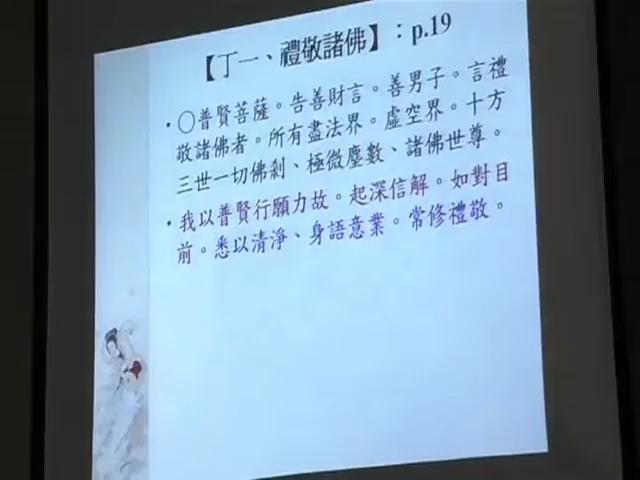 【丁一、禮敬諸佛】：p.19
•〇普賢菩薩。告善財言。善男子。言禮
敬諸佛者。所有盡法界。虛空界。十方
三世一切佛剎、極微塵數、諸佛世尊。
•我以普賢行願力故。起深信解。如對目
前。悉以清淨、身語意業。常修禮敬。